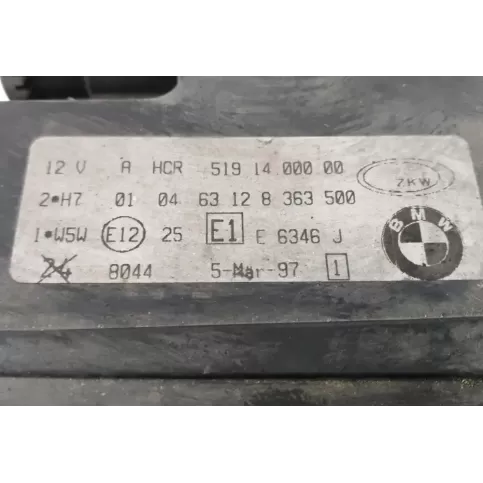 12 V A HCR 519 14 000 00 ZKW
2•H7 01 04 63 12 8 363 500
1•W5W E12 25 E1 E 6346 J BMW
24 8044 5-Mar-97 1